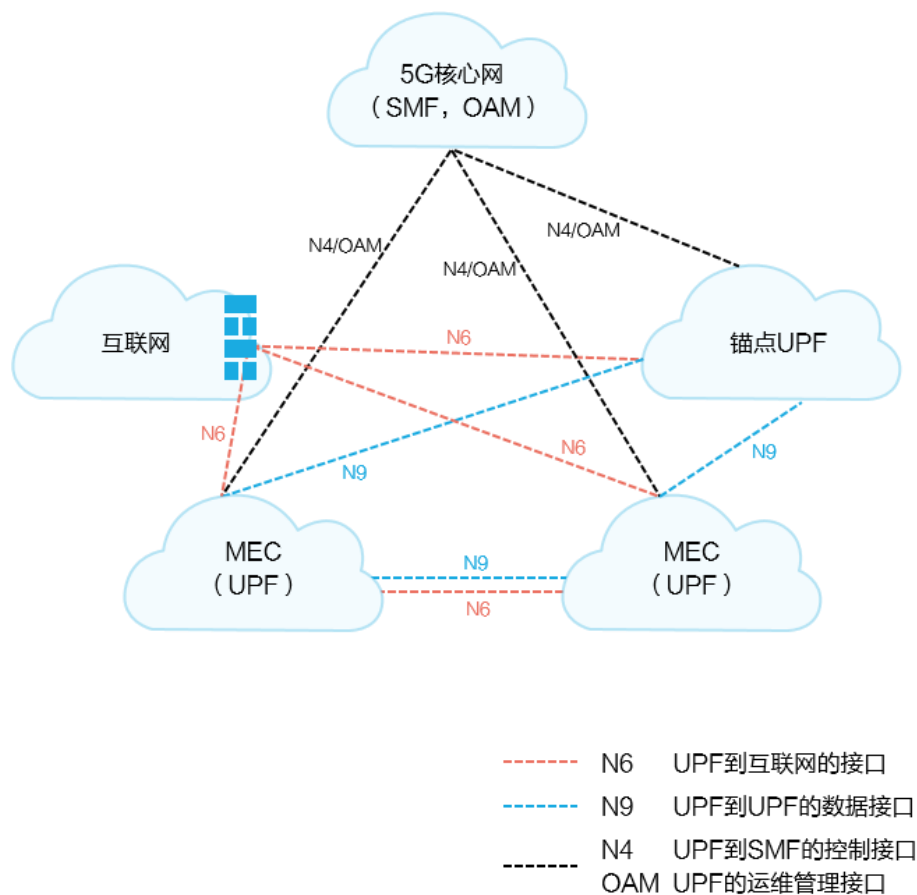 5G核心网
（SMF，OAM）
N4/OAM
N4/OAM
N4/OAM
互联网
N6
锚点UPF
N6
N6
N9
N9
MEC
（UPF）
N9
N6
MEC
（UPF）
N6 UPF到互联网的接口
N9 UPF到UPF的数据接口
N4 UPF到SMF的控制接口
OAM UPF的运维管理接口